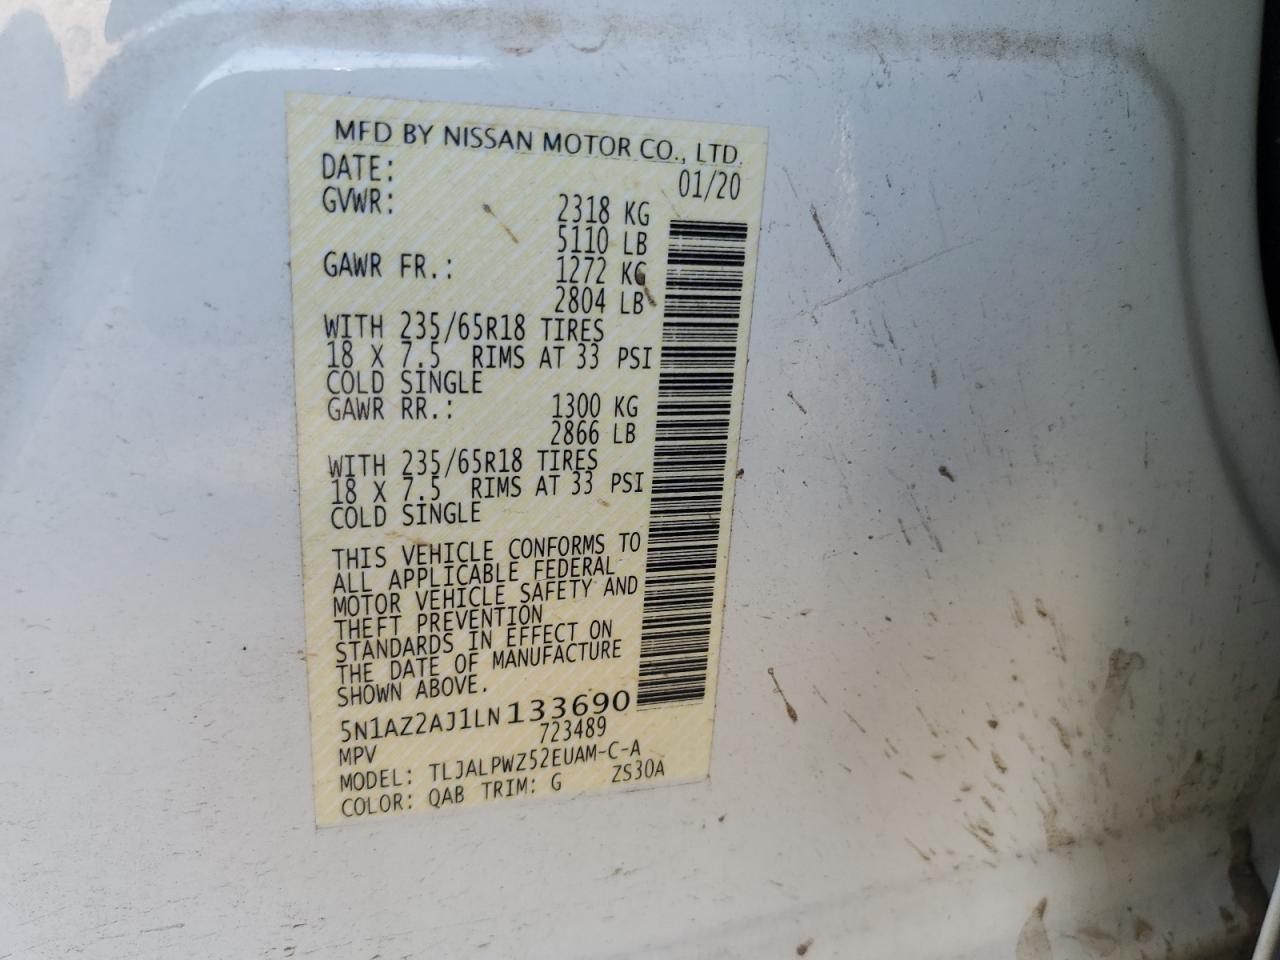 MFD BY NISSAN MOTOR CO., LTD.
DATE: 01/20
GVWR: 2318 KG
5110 LB
GAWR FR.: 1272 KG
2804 LB
WITH 235/65R18 TIRES
18 X 7.5 RIMS AT 33 PSI
COLD SINGLE
GAWR RR.: 1300 KG
2866 LB
WITH 235/65R18 TIRES
18 X 7.5 RIMS AT 33 PSI
COLD SINGLE
THIS VEHICLE CONFORMS TO
ALL APPLICABLE FEDERAL
MOTOR VEHICLE SAFETY AND
THEFT PREVENTION
STANDARDS IN EFFECT ON
THE DATE OF MANUFACTURE
SHOWN ABOVE.
5N1AZ2AJ1LN133690
723489
MPV
MODEL: TLJALPWZ52EUAM-C-A
COLOR: QAB TRIM: G ZS30A